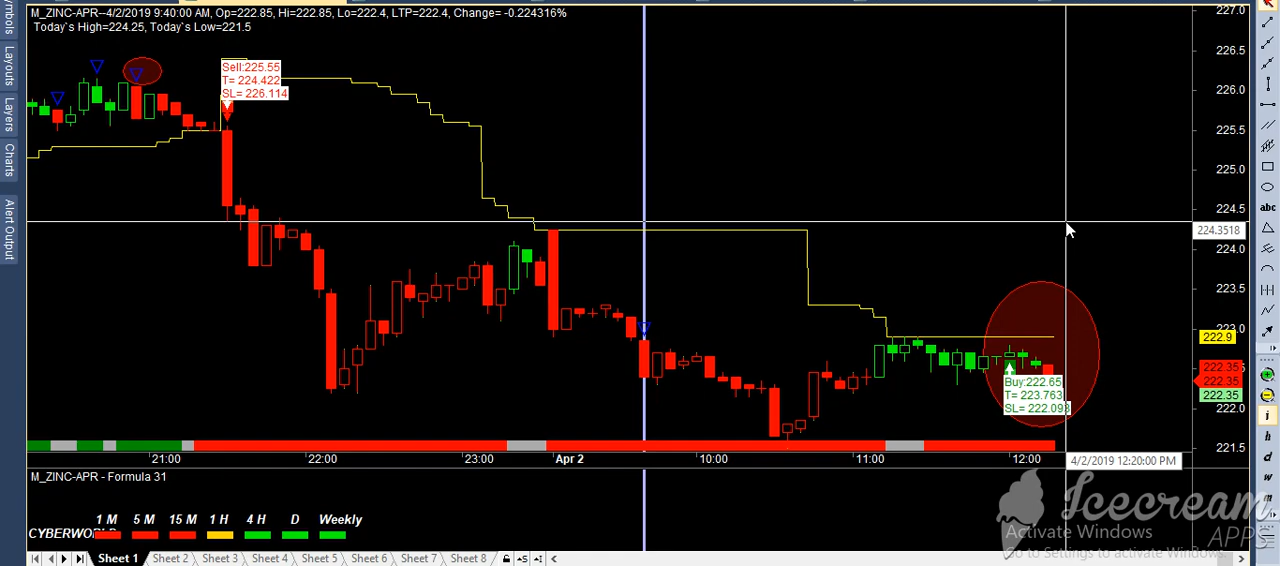 M_ZINC-APR--4/2/2019 9:40:00 AM, Op=222.85, Hi=222.85, Lo=222.4, LTP=222.4, Change= -0.224316%
Today`s High=224.25, Today`s Low=221.5
Layouts
Layers
Charts
Alert Output
Sell:225.55
T= 224.422
SL= 226.114
Buy:222.65
T= 223.763
SL= 222.093
227.0
226.5
226.0
225.5
225.0
224.5
224.3518
224.0
223.5
223.0
222.9
222.35
222.35
222.35
222.0
221.5
abc
i
h
d
w
m
21:00
22:00
23:00
Apr 2
10:00
11:00
12:00
4/2/2019 12:20:00 PM
M_ZINC-APR - Formula 31
1 M
5 M
15 M
1 H
4 H
D
Weekly
Icecream
APPS
Activate Windows
Go to Settings to activate Windows.
Sheet 1
Sheet 2
Sheet 3
Sheet 4
Sheet 5
Sheet 6
Sheet 7
Sheet 8